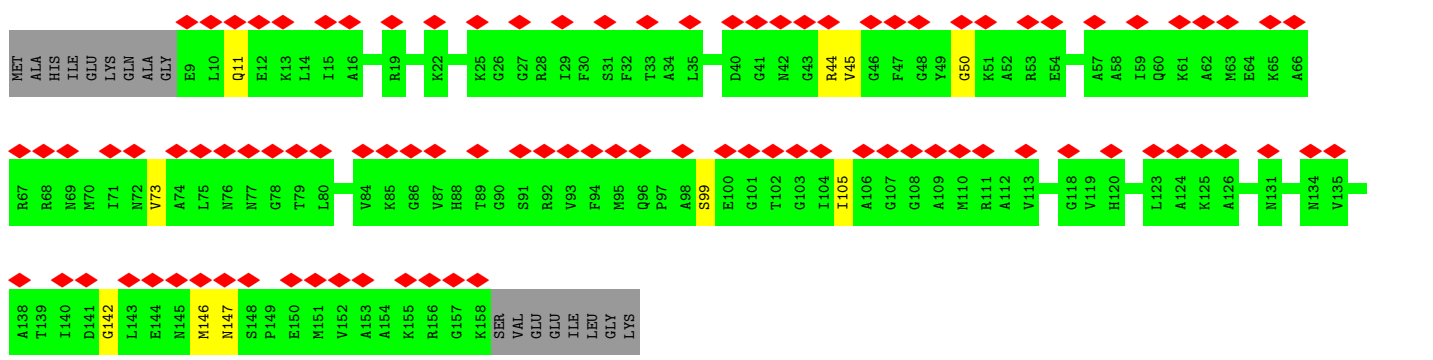 MET ALA HIS ILE GLU LYS GLN ALA GLY E9 L10 Q11 E12 K13 L14 I15 A16 R19 K22 K25 G26 G27 R28 I29 F30 S31 F32 T33 A34 L35 D40 G41 N42 G43 R44 V45 G46 F47 G48 Y49 G50 K51 A52 R53 E54 A57 A58 I59 Q60 K61 A62 M63 E64 K65 A66
R67 R68 N69 M70 I71 N72 V73 A74 L75 N76 N77 G78 T79 L80 V84 K85 G86 V87 H88 T89 G90 S91 R92 V93 F94 M95 Q96 P97 A98 S99 E100 G101 T102 G103 I104 I105 A106 G107 G108 A109 M110 R111 A112 V113 G118 V119 H120 L123 A124 K125 A126 N131 N134 V135
A138 T139 I140 D141 G142 L143 E144 N145 M146 N147 S148 P149 E150 M151 V152 A153 A154 K155 R156 G157 K158 SER VAL GLU GLU ILE LEU GLY LYS